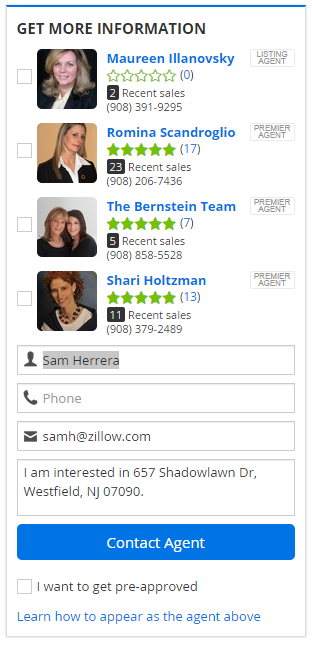 GET MORE INFORMATION
Maureen Illanovsky
LISTING
AGENT
(0)
2 Recent sales
(908) 391-9295
Romina Scandroglio
PREMIER
AGENT
(17)
23 Recent sales
(908) 206-7436
The Bernstein Team
PREMIER
AGENT
(7)
5 Recent sales
(908) 858-5528
Shari Holtzman
PREMIER
AGENT
(13)
11 Recent sales
(908) 379-2489
Sam Herrera
Phone
samh@zillow.com
I am interested in 657 Shadowlawn Dr,
Westfield, NJ 07090.
Contact Agent
I want to get pre-approved
Learn how to appear as the agent above